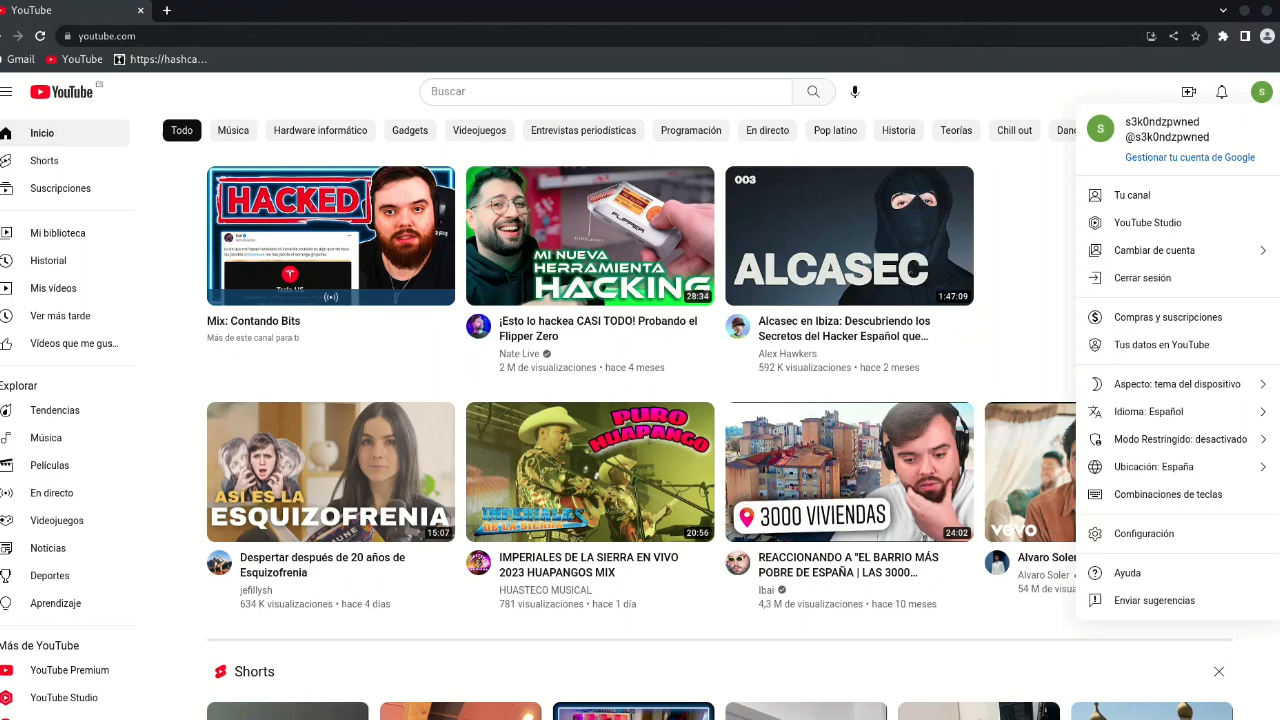 YouTube
youtube.com
Gmail
YouTube
https://hashca...
YouTube ES
Buscar
S
Inicio
Shorts
Suscripciones
Mi biblioteca
Historial
Mis vídeos
Ver más tarde
Vídeos que me gus...
Explorar
Tendencias
Música
Películas
En directo
Videojuegos
Noticias
Deportes
Aprendizaje
Más de YouTube
YouTube Premium
YouTube Studio
Todo
Música
Hardware informático
Gadgets
Videojuegos
Entrevistas periodísticas
Programación
En directo
Pop latino
Historia
Teorías
Chill out
Danc
HACKED
Mix: Contando Bits
Más de este canal para ti
FLIPPER
MI NUEVA
HERRAMIENTA
HACKING
28:34
¡Esto lo hackea CASI TODO! Probando el
Flipper Zero
Nate Live
2 M de visualizaciones • hace 4 meses
003
ALCASEC
1:47:09
Alcasec en Ibiza: Descubriendo los
Secretos del Hacker Español que...
Alex Hawkers
592 K visualizaciones • hace 2 meses
ASÍ ES LA
ESQUIZOFRENIA
15:07
Despertar después de 20 años de
Esquizofrenia
jefillysh
634 K visualizaciones • hace 4 días
PURO
HUAPANGO
IMPERIALES
DE LA SIERRA
20:56
IMPERIALES DE LA SIERRA EN VIVO
2023 HUAPANGOS MIX
HUASTECO MUSICAL
781 visualizaciones • hace 1 día
3000 VIVIENDAS
24:02
REACCIONANDO A "EL BARRIO MÁS
POBRE DE ESPAÑA | LAS 3000...
Ibai
4,3 M de visualizaciones • hace 10 meses
vevo
Alvaro Soler
Alvaro Soler
54 M de visua
Shorts
S
s3k0ndzpwned
@s3k0ndzpwned
Gestionar tu cuenta de Google
Tu canal
YouTube Studio
Cambiar de cuenta
Cerrar sesión
Compras y suscripciones
Tus datos en YouTube
Aspecto: tema del dispositivo
Idioma: Español
Modo Restringido: desactivado
Ubicación: España
Combinaciones de teclas
Configuración
Ayuda
Enviar sugerencias